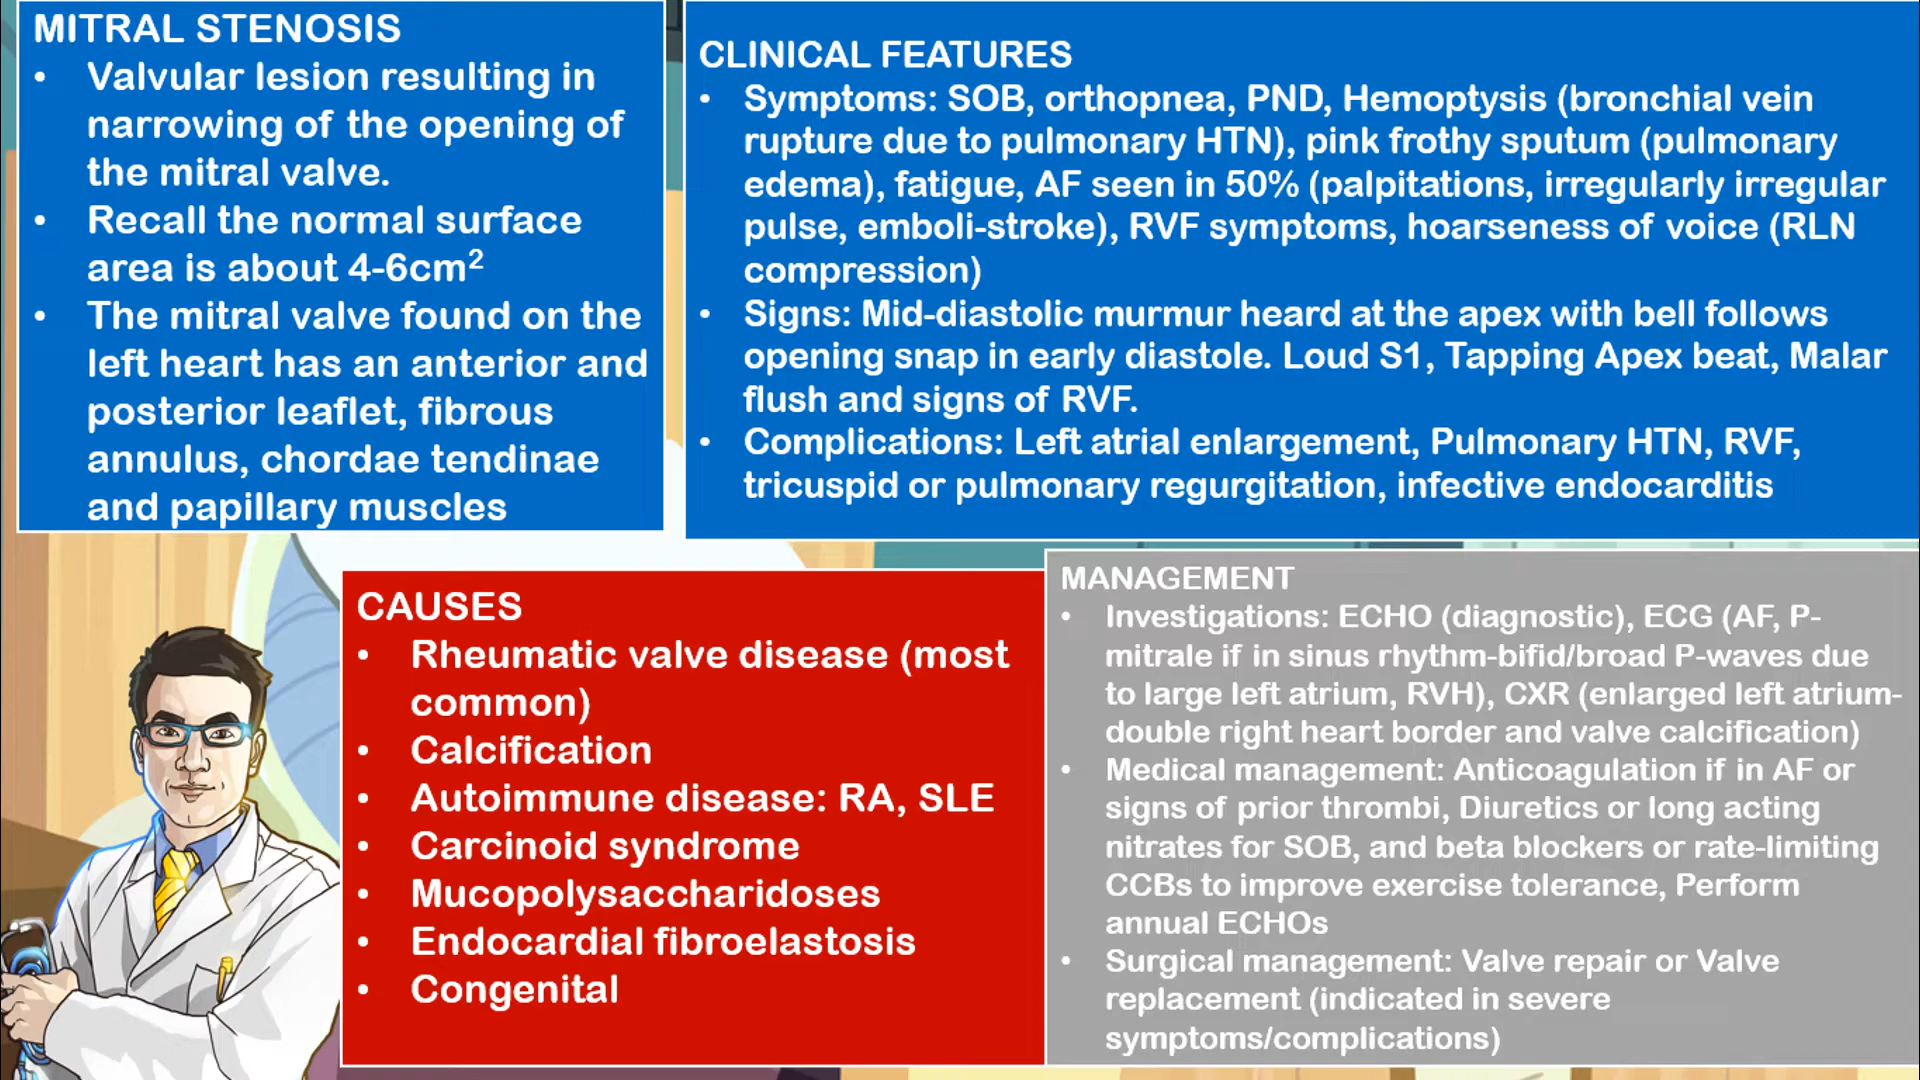 MITRAL STENOSIS
• Valvular lesion resulting in
narrowing of the opening of
the mitral valve.
• Recall the normal surface
area is about 4-6cm²
• The mitral valve found on the
left heart has an anterior and
posterior leaflet, fibrous
annulus, chordae tendinae
and papillary muscles
CLINICAL FEATURES
• Symptoms: SOB, orthopnea, PND, Hemoptysis (bronchial vein
rupture due to pulmonary HTN), pink frothy sputum (pulmonary
edema), fatigue, AF seen in 50% (palpitations, irregularly irregular
pulse, emboli-stroke), RVF symptoms, hoarseness of voice (RLN
compression)
• Signs: Mid-diastolic murmur heard at the apex with bell follows
opening snap in early diastole. Loud S1, Tapping Apex beat, Malar
flush and signs of RVF.
• Complications: Left atrial enlargement, Pulmonary HTN, RVF,
tricuspid or pulmonary regurgitation, infective endocarditis
CAUSES
• Rheumatic valve disease (most
common)
• Calcification
• Autoimmune disease: RA, SLE
• Carcinoid syndrome
• Mucopolysaccharidoses
• Endocardial fibroelastosis
• Congenital
MANAGEMENT
• Investigations: ECHO (diagnostic), ECG (AF, P-
mitrale if in sinus rhythm-bifid/broad P-waves due
to large left atrium, RVH), CXR (enlarged left atrium-
double right heart border and valve calcification)
• Medical management: Anticoagulation if in AF or
signs of prior thrombi, Diuretics or long acting
nitrates for SOB, and beta blockers or rate-limiting
CCBs to improve exercise tolerance, Perform
annual ECHOs
• Surgical management: Valve repair or Valve
replacement (indicated in severe
symptoms/complications)